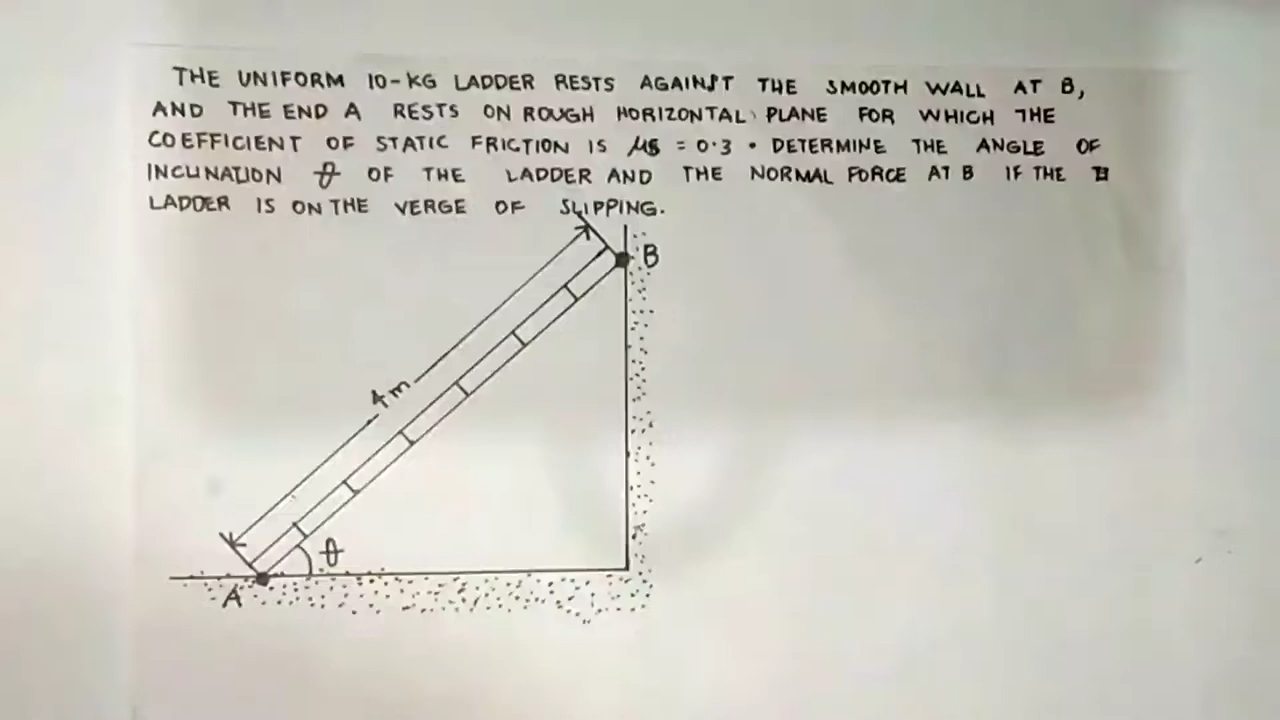 THE UNIFORM 10-KG LADDER RESTS AGAINST THE SMOOTH WALL AT B,
AND THE END A RESTS ON ROUGH HORIZONTAL PLANE FOR WHICH THE
COEFFICIENT OF STATIC FRICTION IS μs = 0.3 . DETERMINE THE ANGLE OF
INCLINATION θ OF THE LADDER AND THE NORMAL FORCE AT B IF THE
LADDER IS ON THE VERGE OF SLIPPING.
B
4m
θ
A